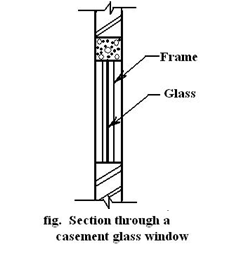 Frame
Glass
fig. Section through a
casement glass window